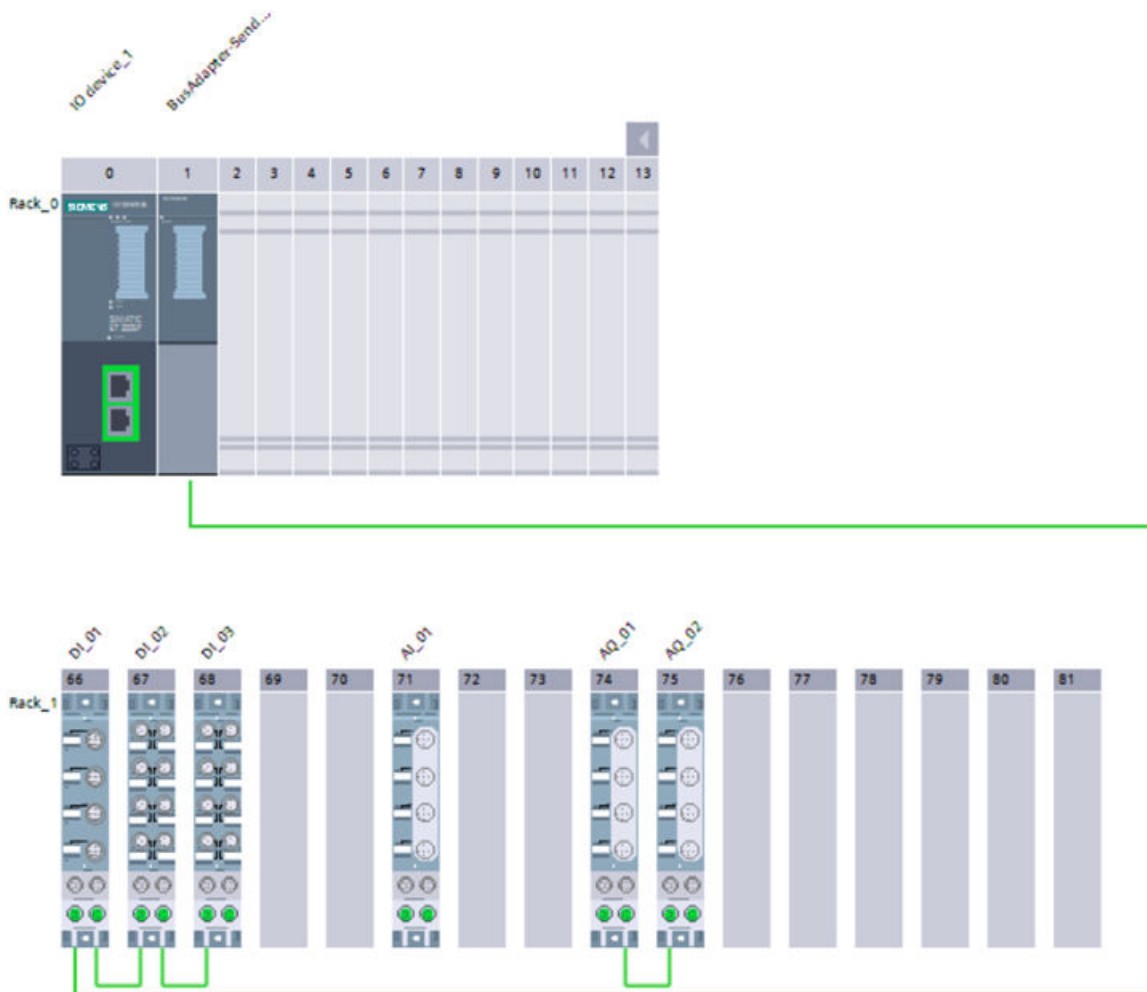 IO device_1
BusAdapter-Send...
0 1 2 3 4 5 6 7 8 9 10 11 12 13
Rack_0
SIEMENS
SIMATIC
DI_01 DI_02 DI_03 AI_01 AQ_01 AQ_02
66 67 68 69 70 71 72 73 74 75 76 77 78 79 80 81
Rack_1